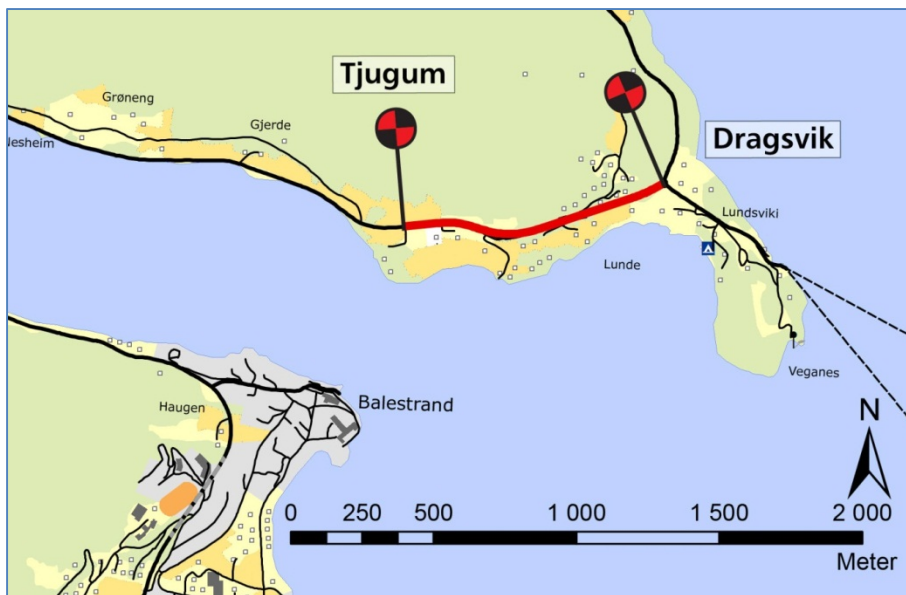 Tjugum
Grøneng
Gjerde
Nesheim
Dragsvik
Lundsviki
Lunde
Veganes
Balestrand
Haugen
N
0 250 500 1 000 1 500 2 000
Meter